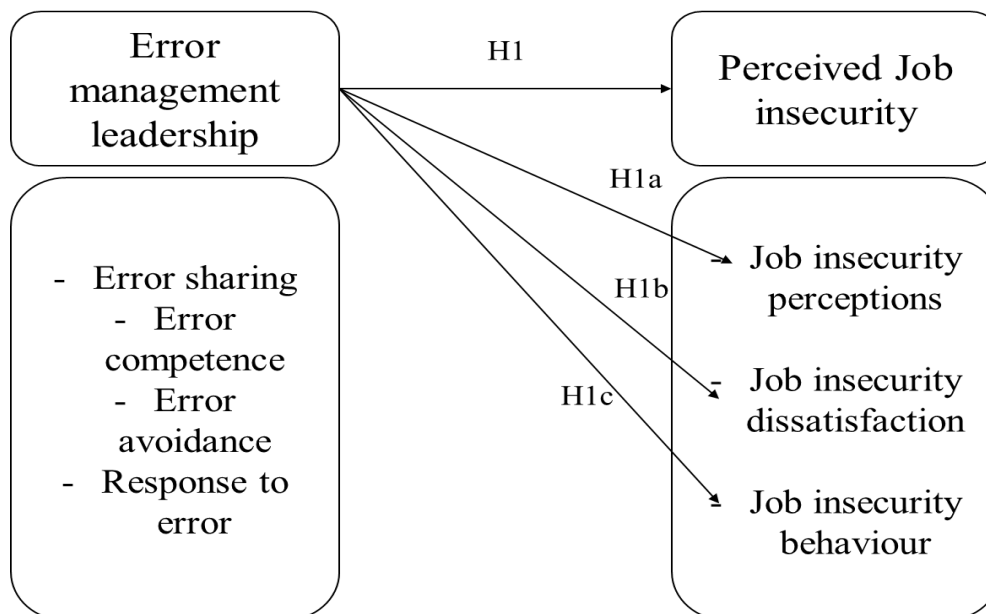 Error
management
leadership
H1
Perceived Job
insecurity
H1a
H1b
H1c
- Error sharing
- Error
competence
- Error
avoidance
- Response to
error
- Job insecurity
perceptions
- Job insecurity
dissatisfaction
- Job insecurity
behaviour